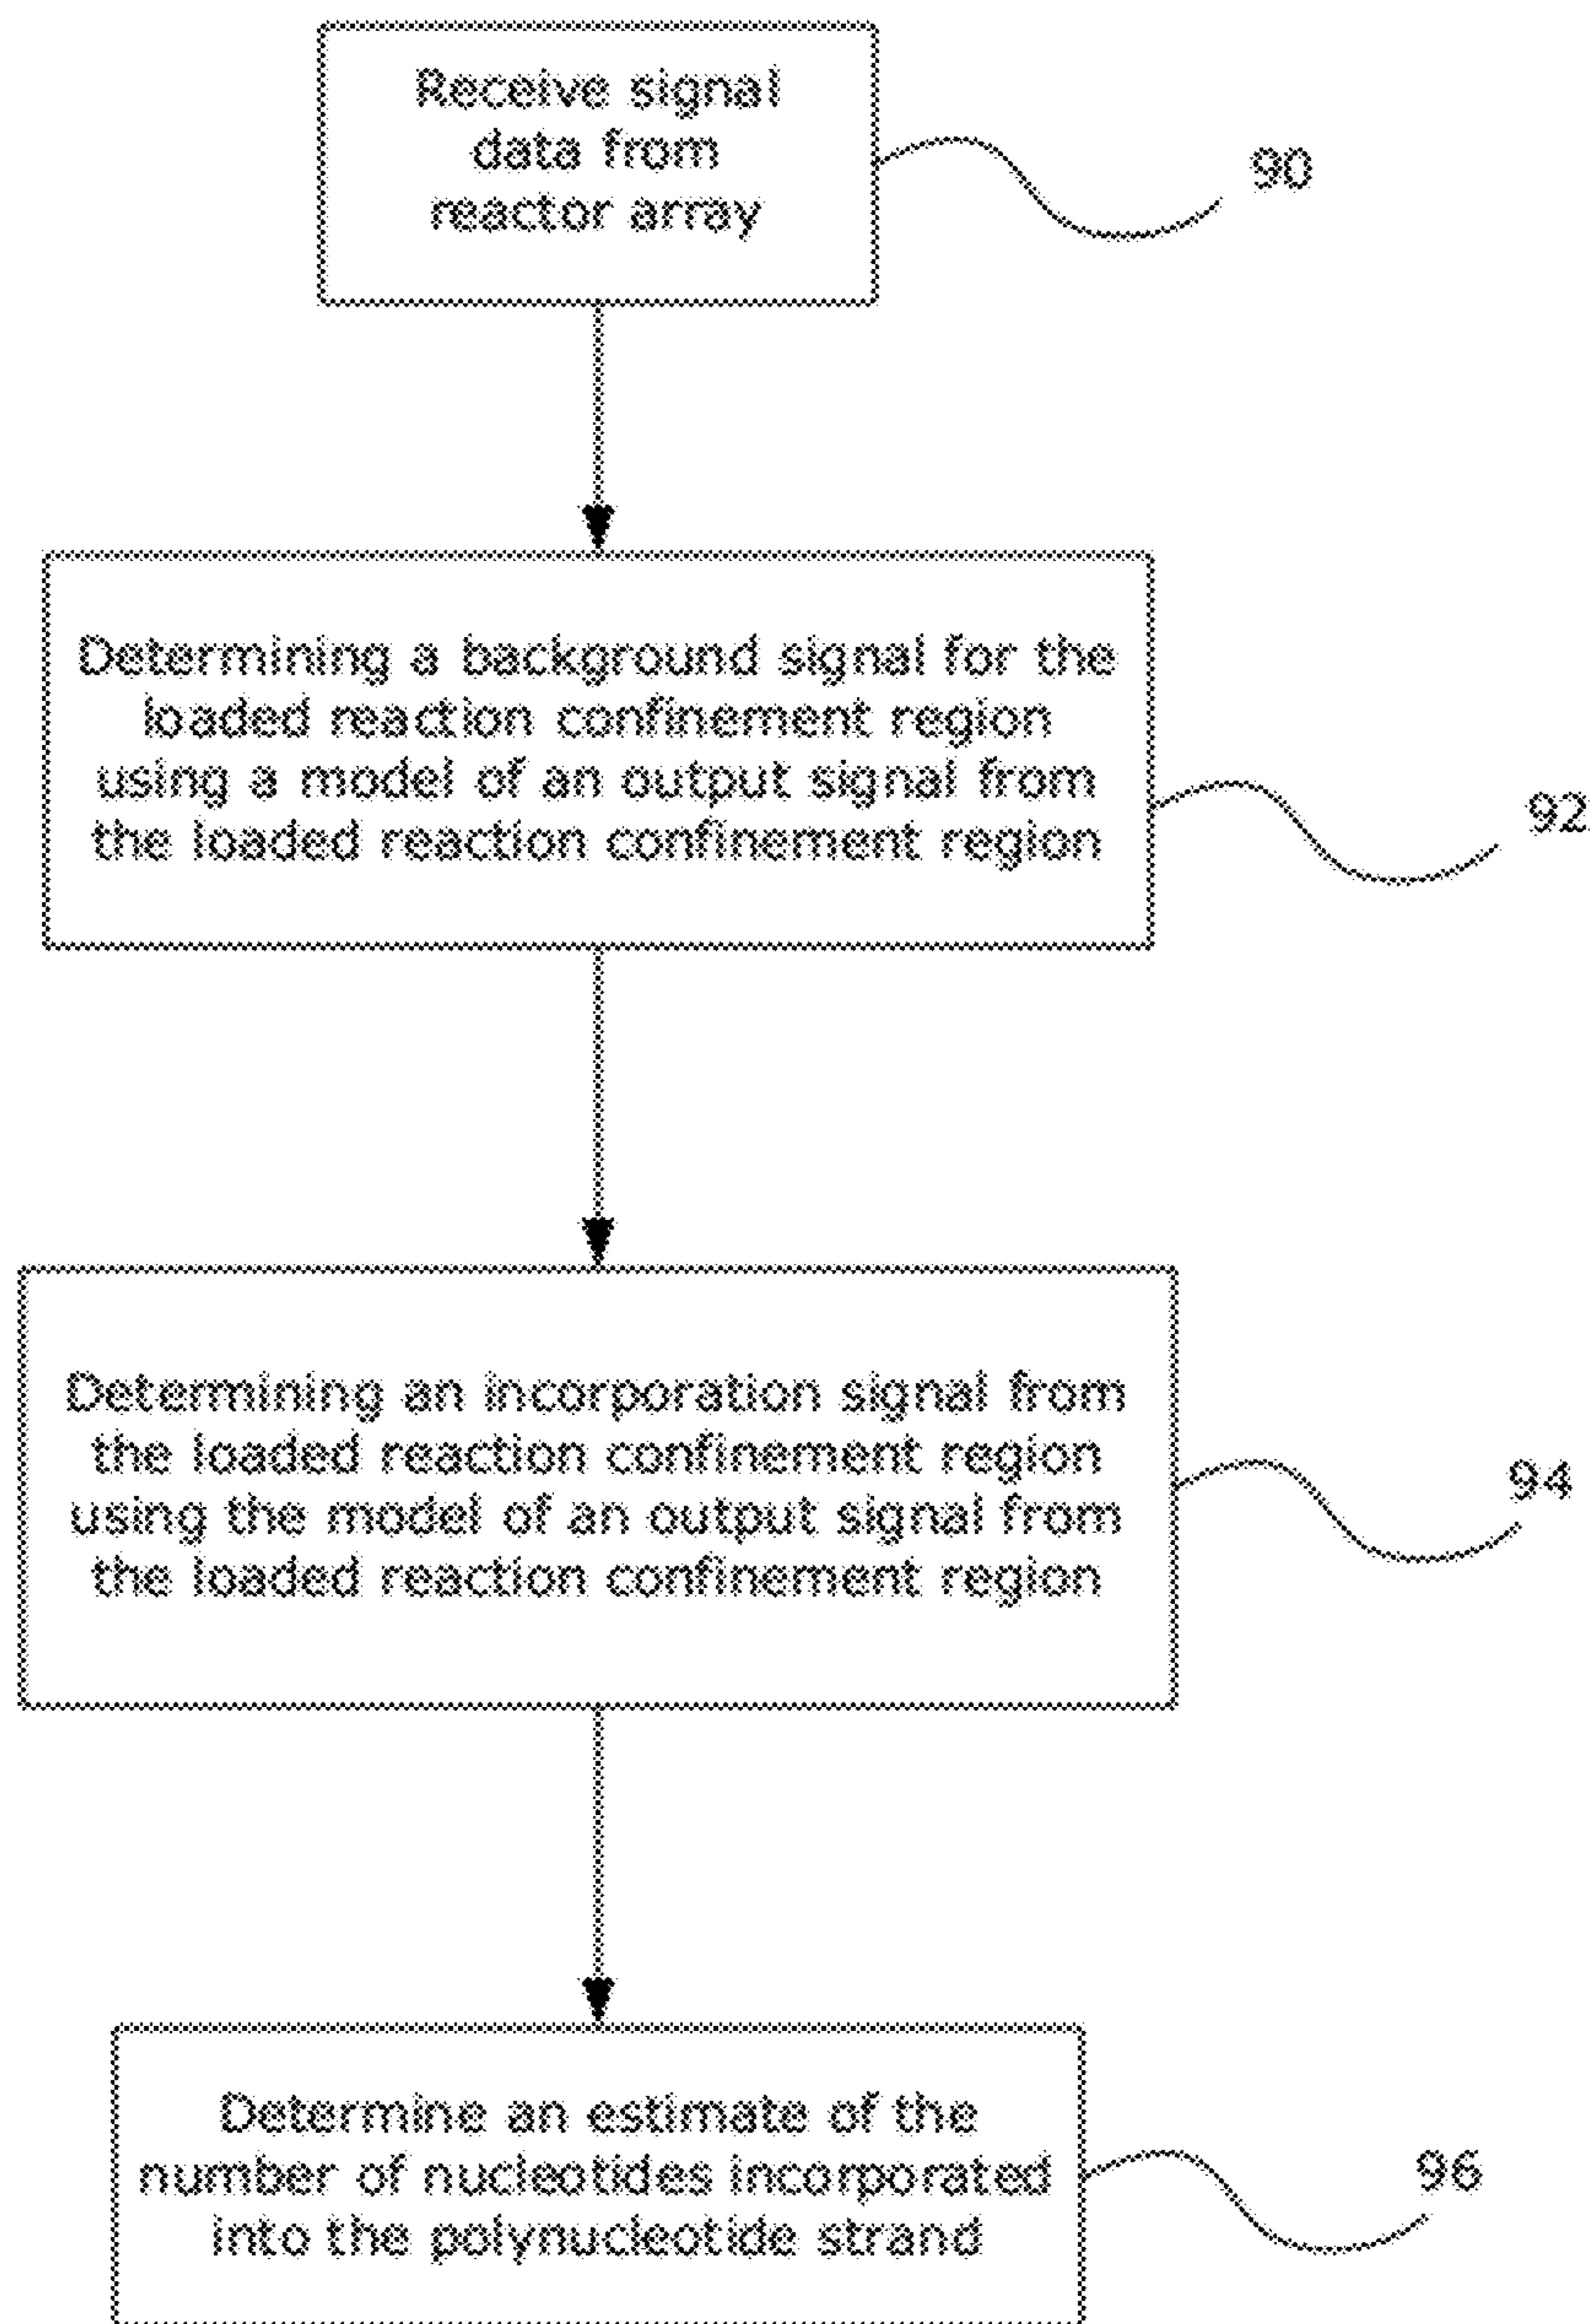 Receive signal
data from
reactor array
90
Determining a background signal for the
loaded reaction confinement region
using a model of an output signal from
the loaded reaction confinement region
92
Determining an incorporation signal from
the loaded reaction confinement region
using the model of an output signal from
the loaded reaction confinement region
94
Determine an estimate of the
number of nucleotides incorporated
into the polynucleotide strand
96